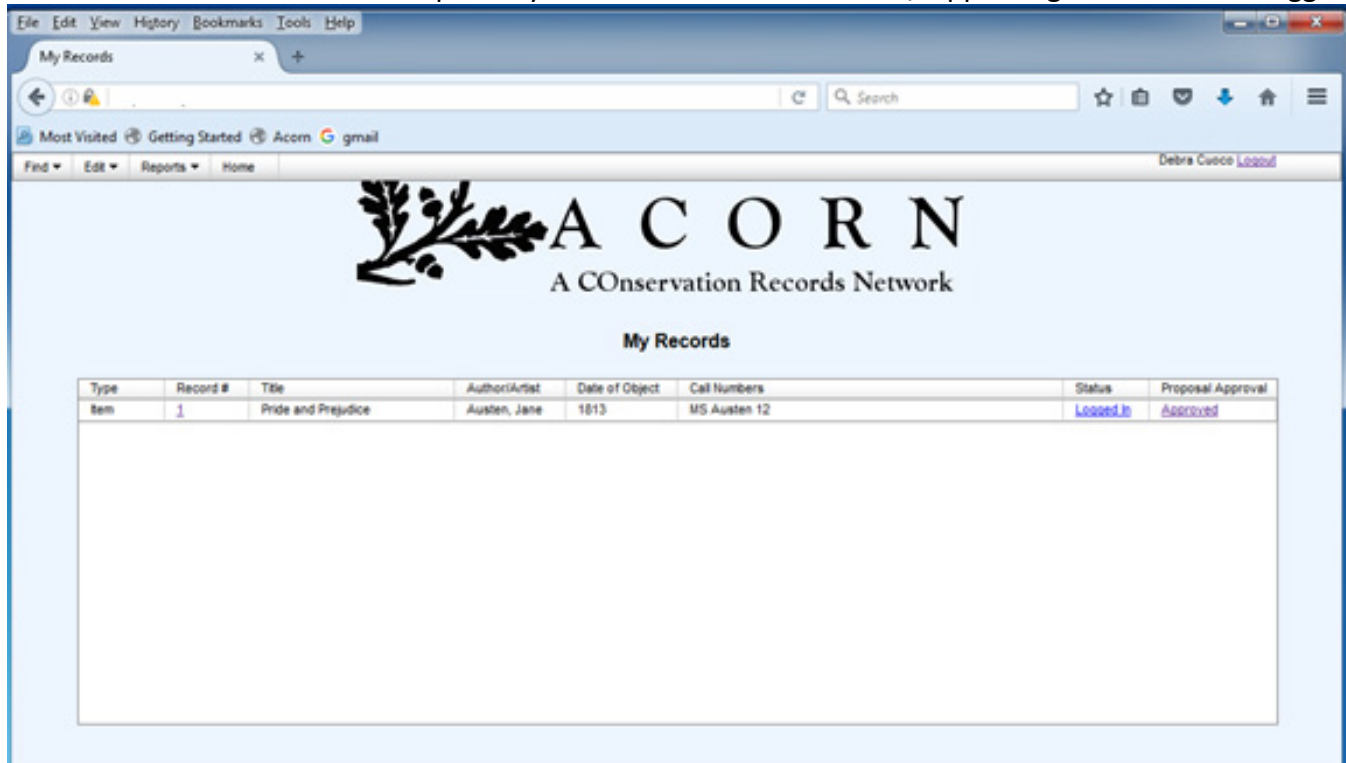 File Edit View History Bookmarks Tools Help
My Records × +
Search
Most Visited Getting Started Acorn G gmail
Find Edit Reports Home Debra Cuoco Logout
A C O R N
A COnservation Records Network
My Records
Type Record # Title Author/Artist Date of Object Call Numbers Status Proposal Approval
Item 1 Pride and Prejudice Austen, Jane 1813 MS Austen 12 Logged In Approved